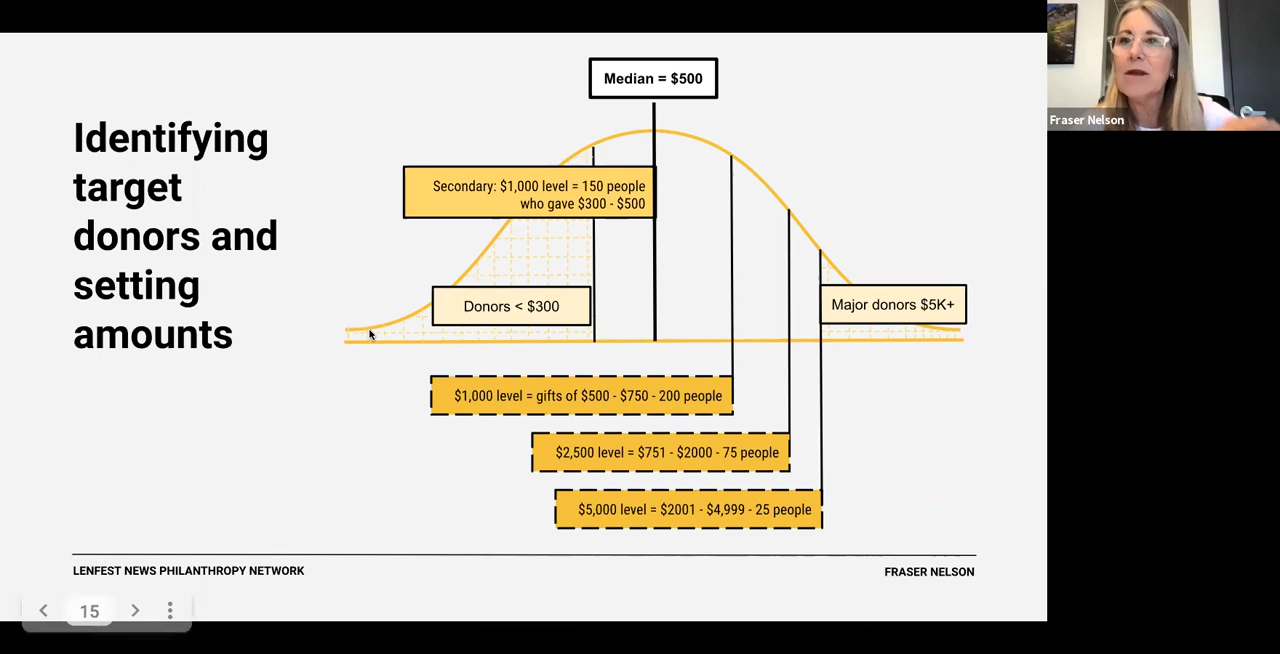 Identifying
target
donors and
setting
amounts
Median = $500
Secondary: $1,000 level = 150 people
who gave $300 - $500
Donors < $300
Major donors $5K+
$1,000 level = gifts of $500 - $750 - 200 people
$2,500 level = $751 - $2000 - 75 people
$5,000 level = $2001 - $4,999 - 25 people
LENFEST NEWS PHILANTHROPY NETWORK
FRASER NELSON
15
Fraser Nelson